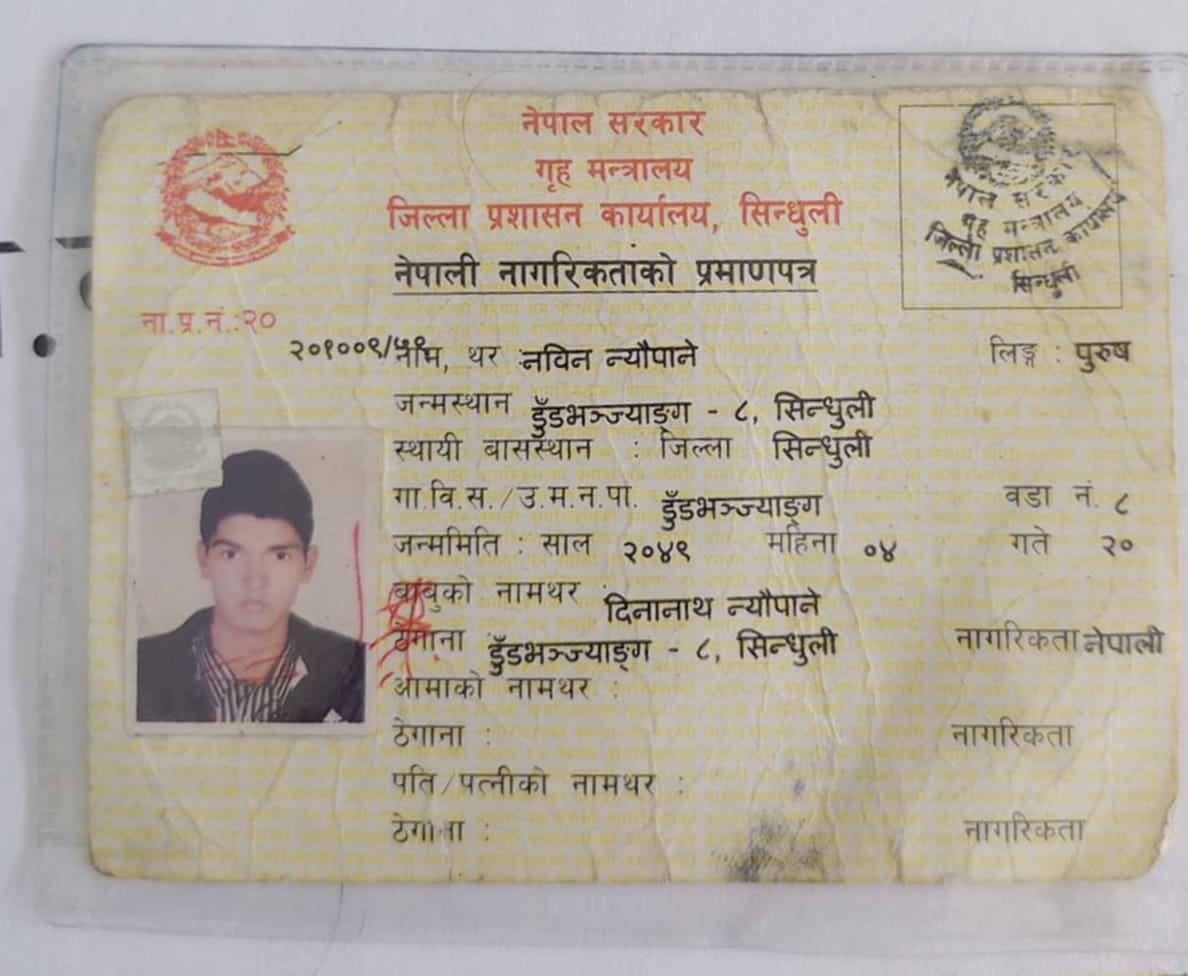 नेपाल सरकार
गृह मन्त्रालय
जिल्ला प्रशासन कार्यालय, सिन्धुली
नेपाली नागरिकताको प्रमाणपत्र
नेपाल सरकार
गृह मन्त्रालय
जिल्ला प्रशासन कार्यालय
सिन्धुली
ना.प्र.नं.:२०
२०१००९/५९
नाम, थर : नविन न्यौपाने लिङ्ग : पुरुष
जन्मस्थान डुँडभञ्ज्याङ्ग - ८, सिन्धुली
स्थायी बासस्थान : जिल्ला सिन्धुली
गा.वि.स./उ.म.न.पा. डुँडभञ्ज्याङ्ग वडा नं. ८
जन्ममिति : साल २०४९ महिना ०४ गते २०
बाबुको नामथर : दिनानाथ न्यौपाने
ठेगाना डुँडभञ्ज्याङ्ग - ८, सिन्धुली नागरिकता नेपाली
आमाको नामथर :
ठेगाना : नागरिकता
पति/पत्नीको नामथर :
ठेगाना : नागरिकता